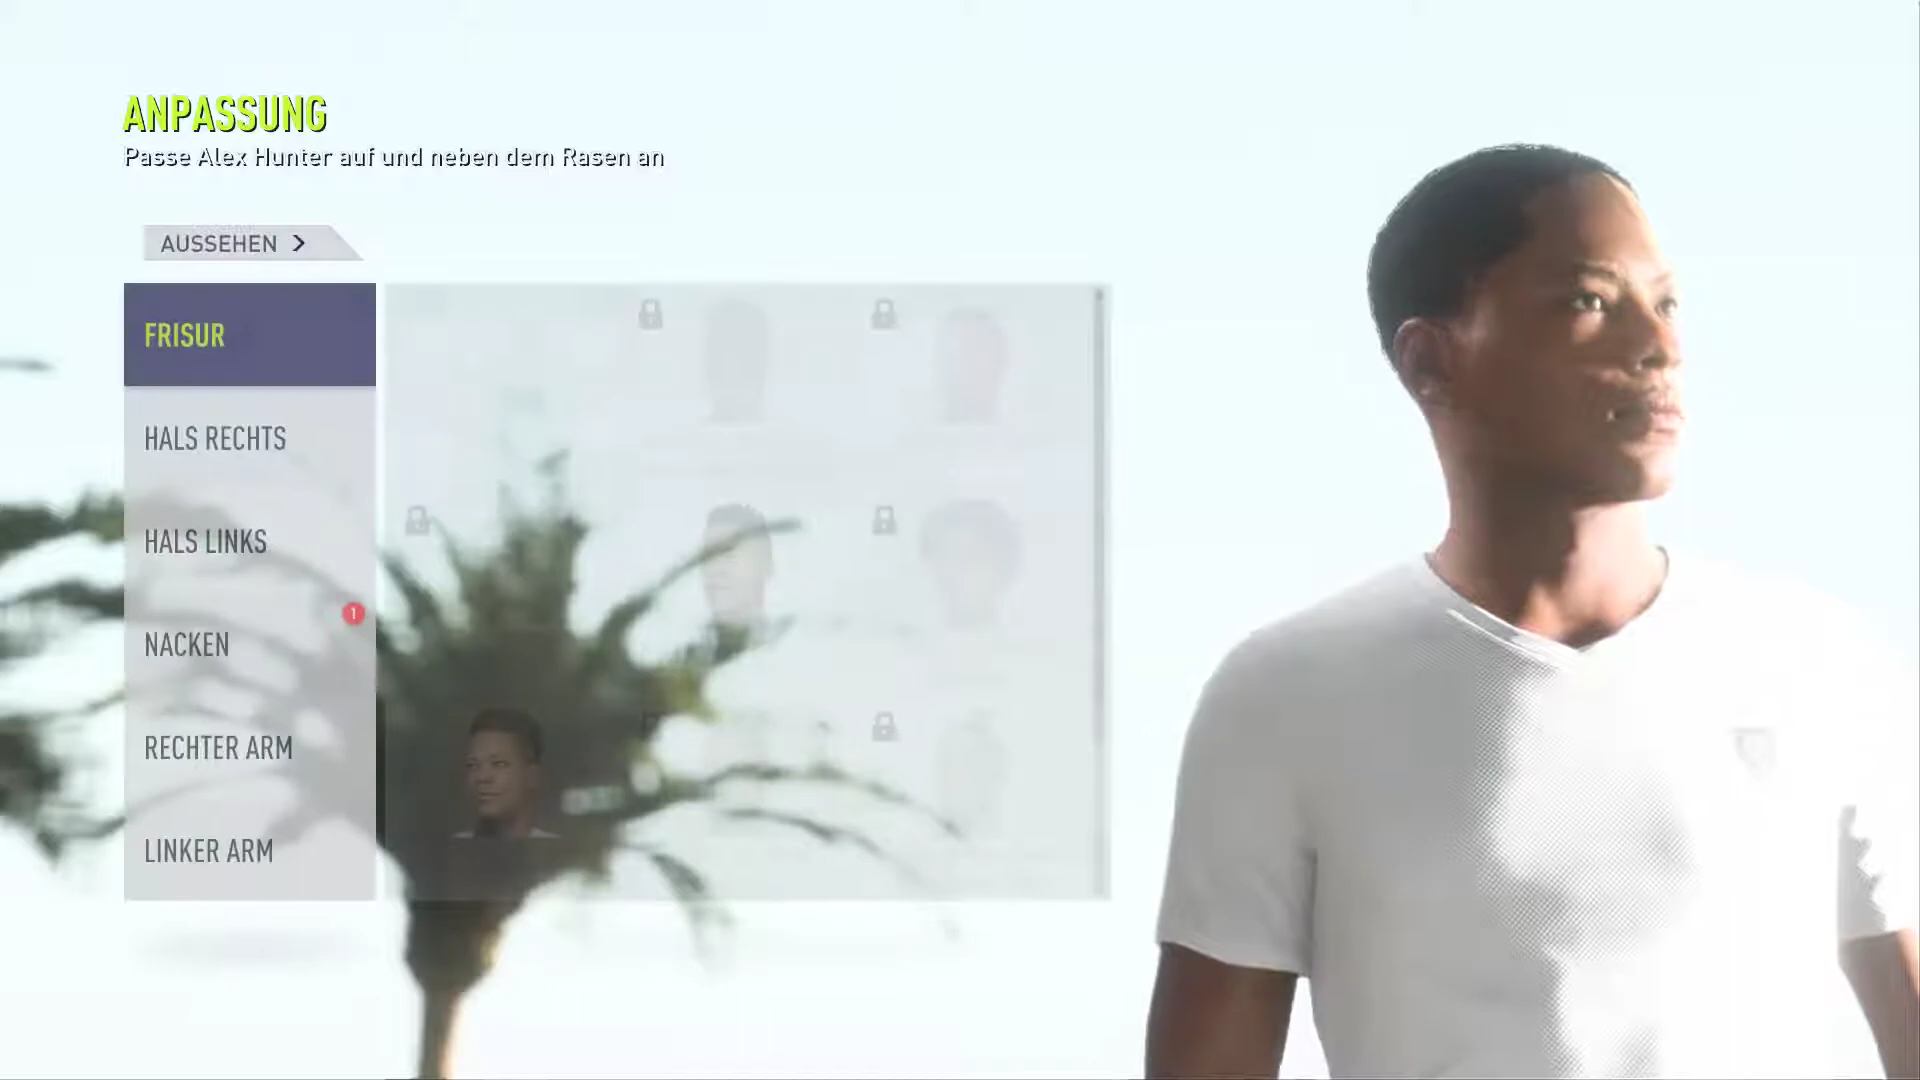 ANPASSUNG
Passe Alex Hunter auf und neben dem Rasen an
AUSSEHEN >
FRISUR
HALS RECHTS
HALS LINKS
1
NACKEN
RECHTER ARM
LINKER ARM